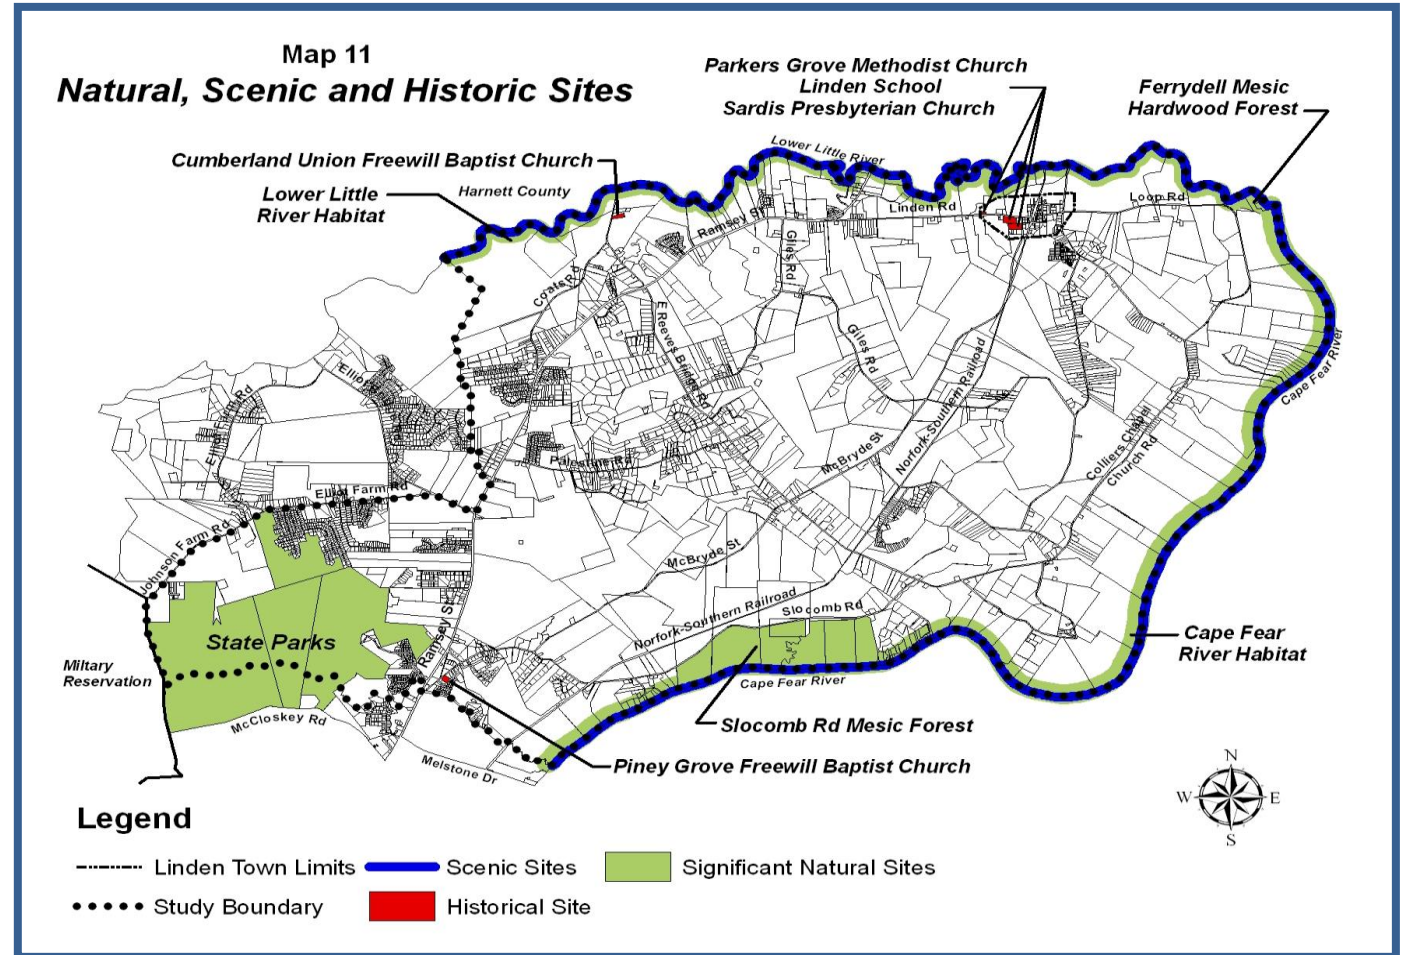 Map 11
Natural, Scenic and Historic Sites
Parkers Grove Methodist Church
Linden School
Sardis Presbyterian Church
Ferrydell Mesic
Hardwood Forest
Cumberland Union Freewill Baptist Church
Lower Little
River Habitat
Harnett County
Lower Little River
Ramsey St
Linden Rd
Loop Rd
Coats Rd
Giles Rd
E Reeves Bridge Rd
Giles Rd
Norfork-Southern Railroad
Cape Fear River
Elliot Farm Rd
McBryde St
Colliers Chapel
Church Rd
Palestine Rd
Elliot Farm Rd
Johnson Farm Rd
McBryde St
Norfork-Southern Railroad
Slocomb Rd
State Parks
Ramsey St
Miltary
Reservation
McCloskey Rd
Cape Fear
River Habitat
Cape Fear River
Slocomb Rd Mesic Forest
Melstone Dr
Piney Grove Freewill Baptist Church
N
W E
S
Legend
Linden Town Limits
Scenic Sites
Significant Natural Sites
Study Boundary
Historical Site